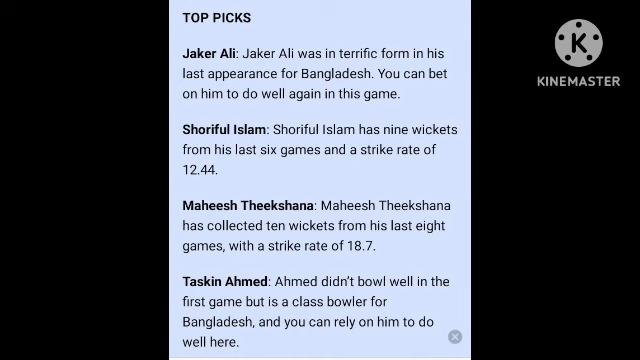 TOP PICKS
Jaker Ali: Jaker Ali was in terrific form in his
last appearance for Bangladesh. You can bet
on him to do well again in this game.
Shoriful Islam: Shoriful Islam has nine wickets
from his last six games and a strike rate of
12.44.
Maheesh Theekshana: Maheesh Theekshana
has collected ten wickets from his last eight
games, with a strike rate of 18.7.
Taskin Ahmed: Ahmed didn't bowl well in the
first game but is a class bowler for
Bangladesh, and you can rely on him to do
well here.
K
KINEMASTER